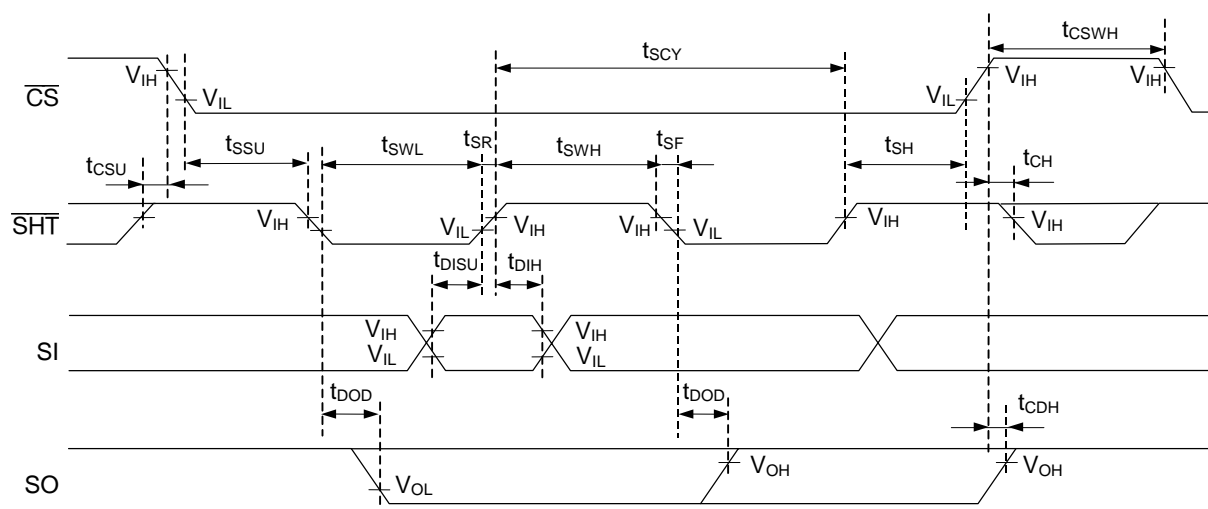 tSCY
tCSWH
CS
VIH
VIL
VIL
VIH
VIH
tCSU
tSSU
tSWL
tSR
tSWH
tSF
tSH
tCH
SHT
VIH
VIL
VIH
VIH
VIL
VIH
VIH
tDISU
tDIH
SI
VIH
VIL
VIH
VIL
tDOD
tDOD
tCDH
SO
VOL
VOH
VOH